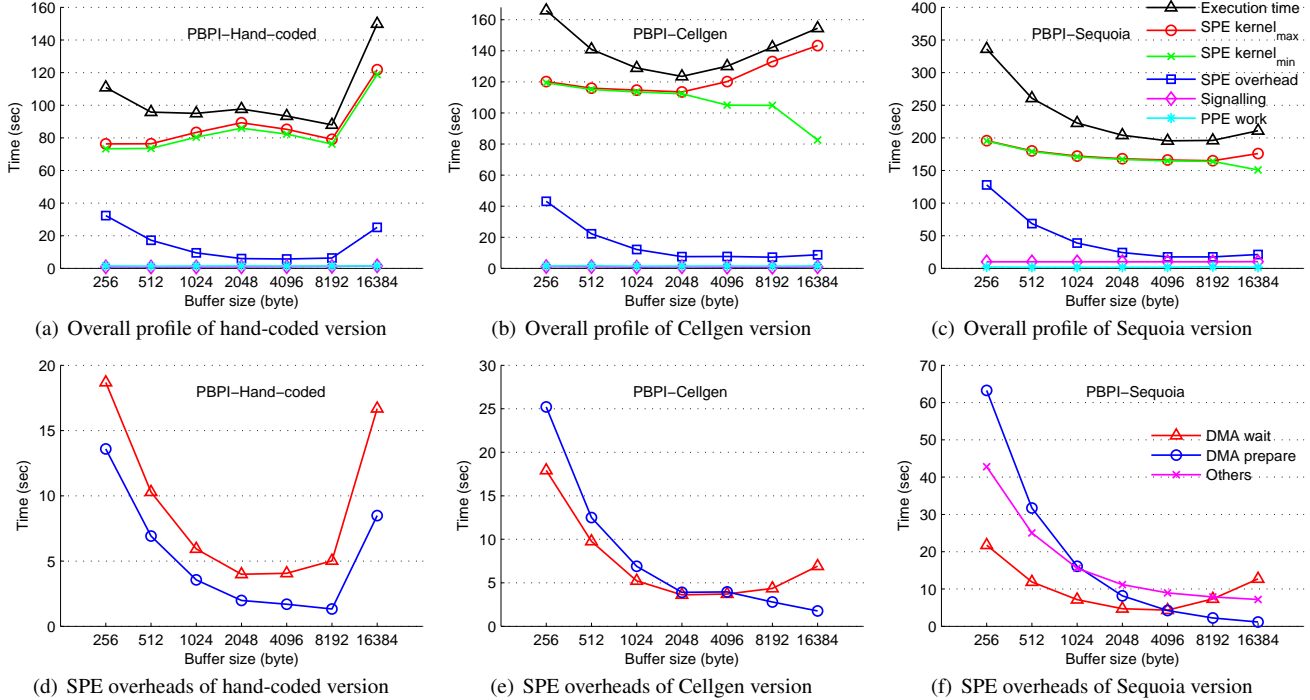 160
140
120
100
80
60
40
20
0
Time (sec)
PBPI-Hand-coded
256 512 1024 2048 4096 8192 16384
Buffer size (byte)
(a) Overall profile of hand-coded version
160
140
120
100
80
60
40
20
0
Time (sec)
PBPI-Cellgen
256 512 1024 2048 4096 8192 16384
Buffer size (byte)
(b) Overall profile of Cellgen version
400
350
300
250
200
150
100
50
0
Time (sec)
PBPI-Sequoia
Execution time
SPE kernel_max
SPE kernel_min
SPE overhead
Signalling
PPE work
256 512 1024 2048 4096 8192 16384
Buffer size (byte)
(c) Overall profile of Sequoia version
20
15
10
5
0
Time (sec)
PBPI-Hand-coded
256 512 1024 2048 4096 8192 16384
Buffer size (byte)
(d) SPE overheads of hand-coded version
30
25
20
15
10
5
0
Time (sec)
PBPI-Cellgen
256 512 1024 2048 4096 8192 16384
Buffer size (byte)
(e) SPE overheads of Cellgen version
70
60
50
40
30
20
10
0
Time (sec)
PBPI-Sequoia
DMA wait
DMA prepare
Others
256 512 1024 2048 4096 8192 16384
Buffer size (byte)
(f) SPE overheads of Sequoia version